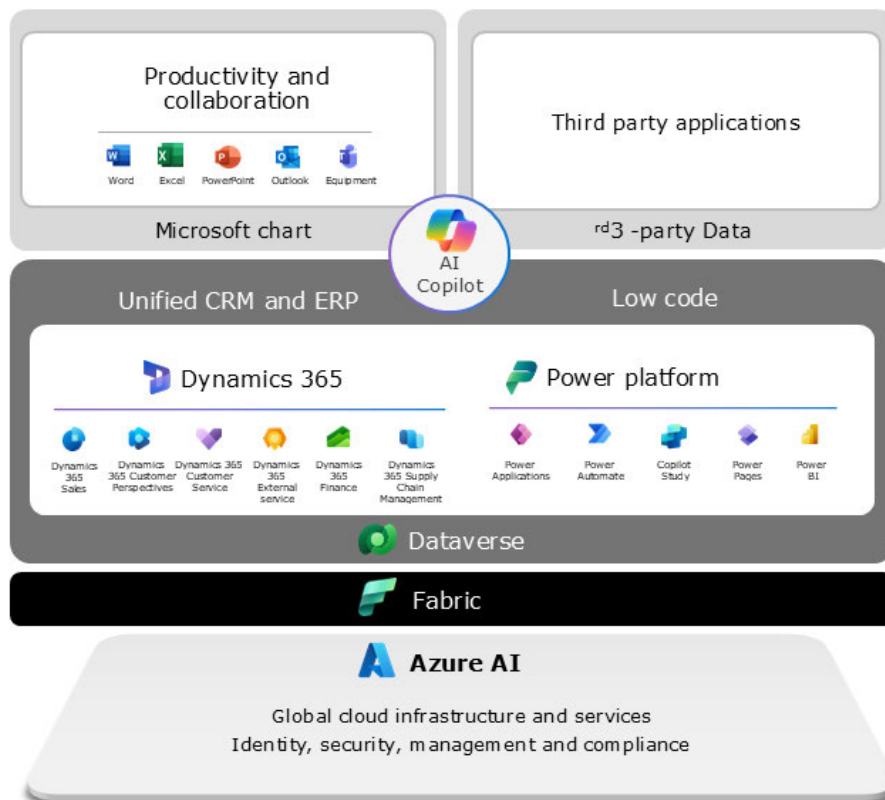 Productivity and
collaboration
W
X
P
O
T
Word
Excel
PowerPoint
Outlook
Equipment
Microsoft chart
Third party applications
rd3 -party Data
AI
Copilot
Unified CRM and ERP
Low code
Dynamics 365
Dynamics
365
Sales
Dynamics
365 Customer
Perspectives
Dynamics 365
Customer
Service
Dynamics
365
External
service
Dynamics
365
Finance
Dynamics
365 Supply
Chain
Management
Power platform
Power
Applications
Power
Automate
Copilot
Study
Power
Pages
Power
BI
Dataverse
Fabric
Azure AI
Global cloud infrastructure and services
Identity, security, management and compliance